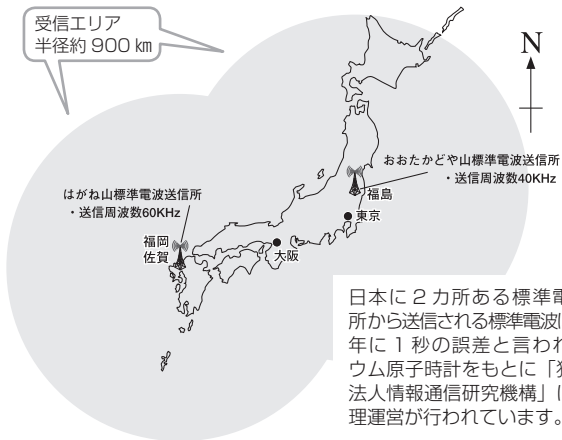 受信エリア
半径約 900 ㎞
N
おおたかどや山標準電波送信所
・送信周波数40KHz
福島
東京
はがね山標準電波送信所
・送信周波数60KHz
福岡
佐賀
大阪
日本に 2 カ所ある標準電
所から送信される標準電波
年に 1 秒の誤差と言われ
ウム原子時計をもとに「
法人情報通信研究機構」
理運営が行われています。